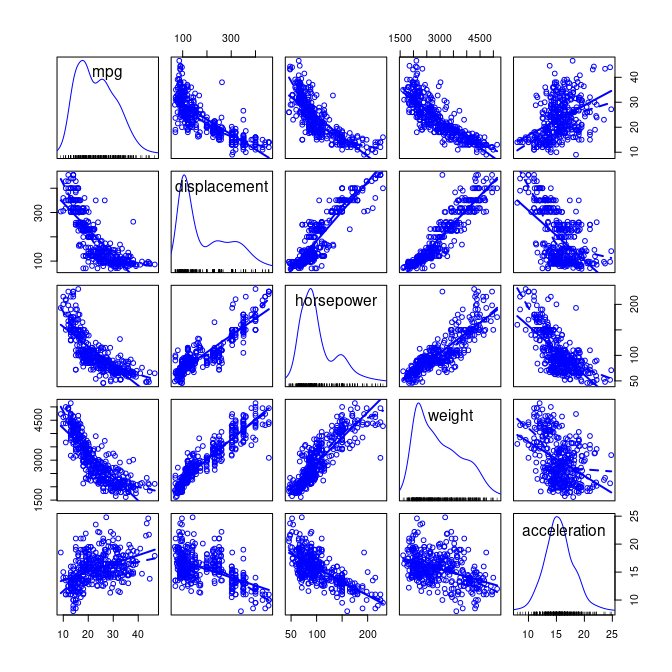 100 300 1500 3000 4500
mpg
10 20 30 40
displacement
100 300
horsepower
50 100 200
weight
1500 3000 4500
acceleration
10 15 20 25
10 20 30 40 50 100 200 10 15 20 25